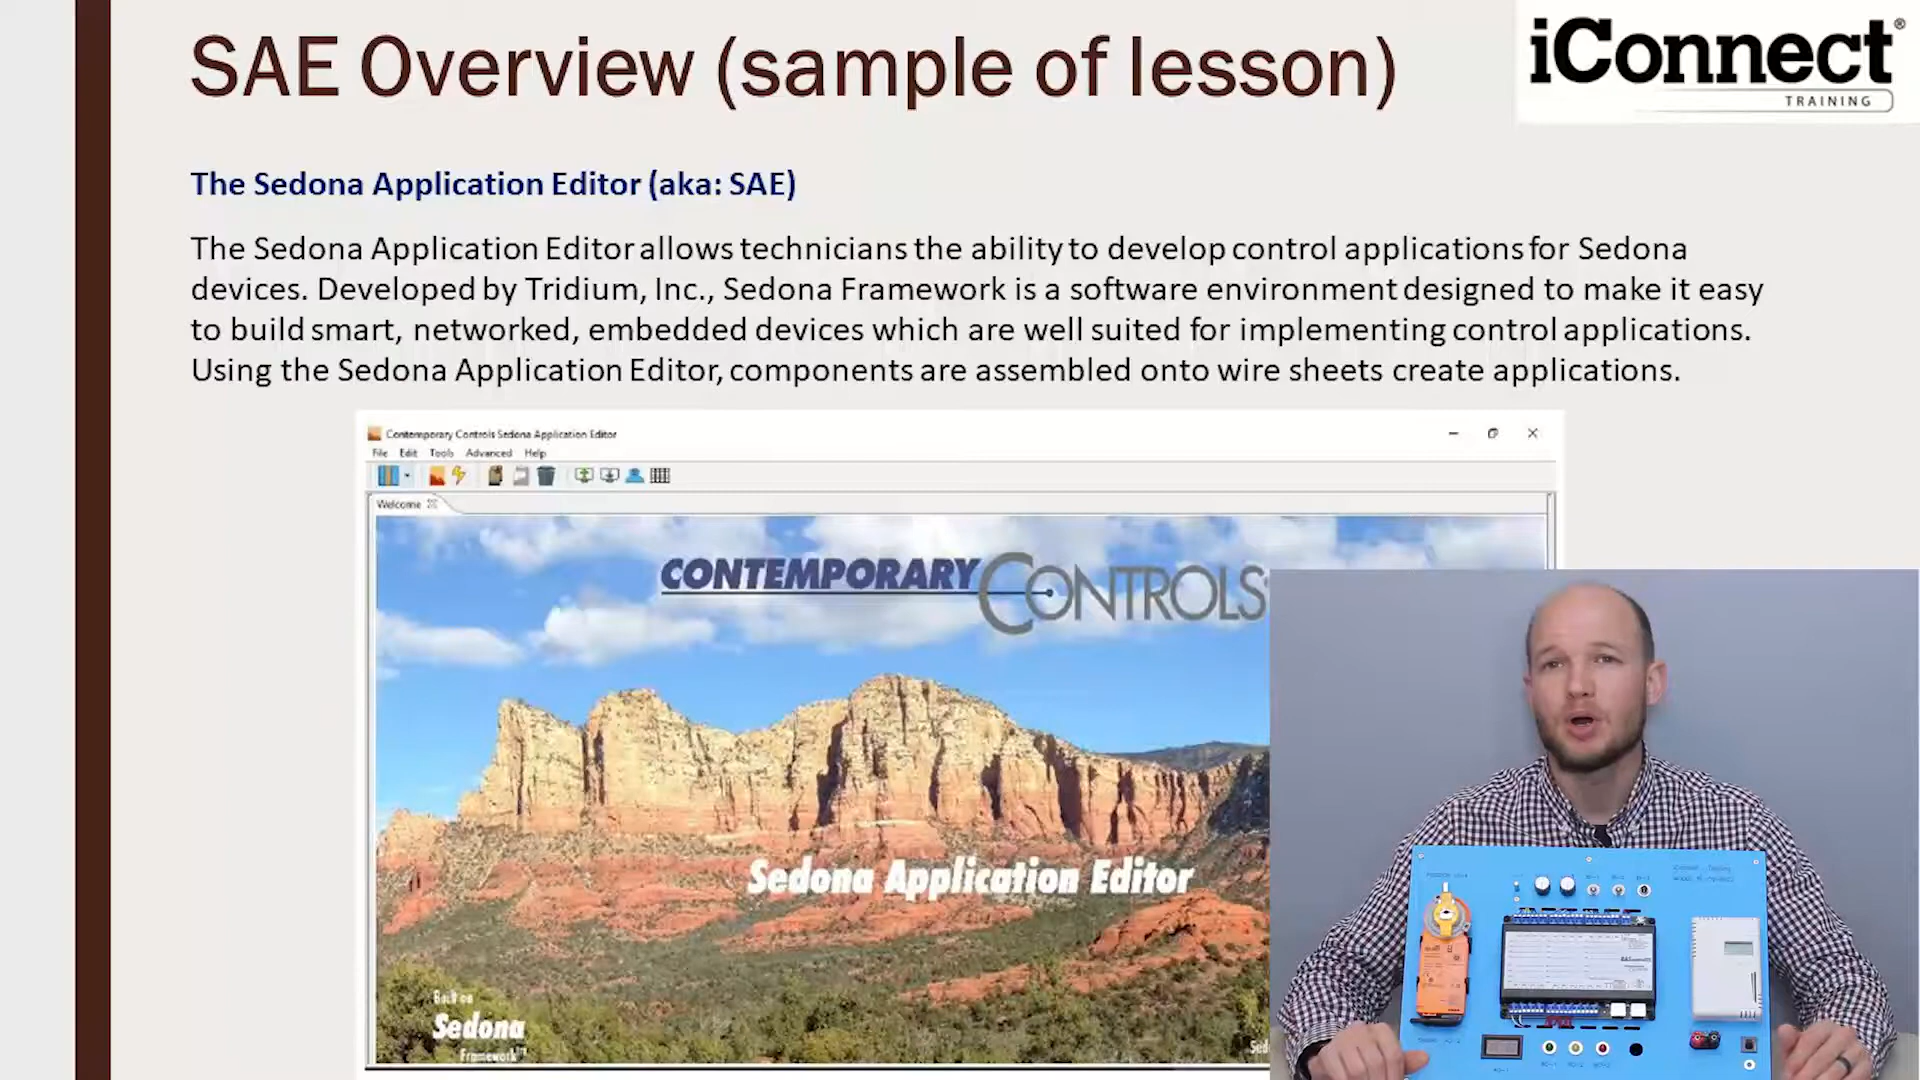 SAE Overview (sample of lesson)
iConnect®
TRAINING
The Sedona Application Editor (aka: SAE)
The Sedona Application Editor allows technicians the ability to develop control applications for Sedona
devices. Developed by Tridium, Inc., Sedona Framework is a software environment designed to make it easy
to build smart, networked, embedded devices which are well suited for implementing control applications.
Using the Sedona Application Editor, components are assembled onto wire sheets create applications.
Contemporary Controls Sedona Application Editor
File Edit Tools Advanced Help
Welcome
CONTEMPORARY CONTROLS
Sedona Application Editor
Built on
Sedona
Framework™